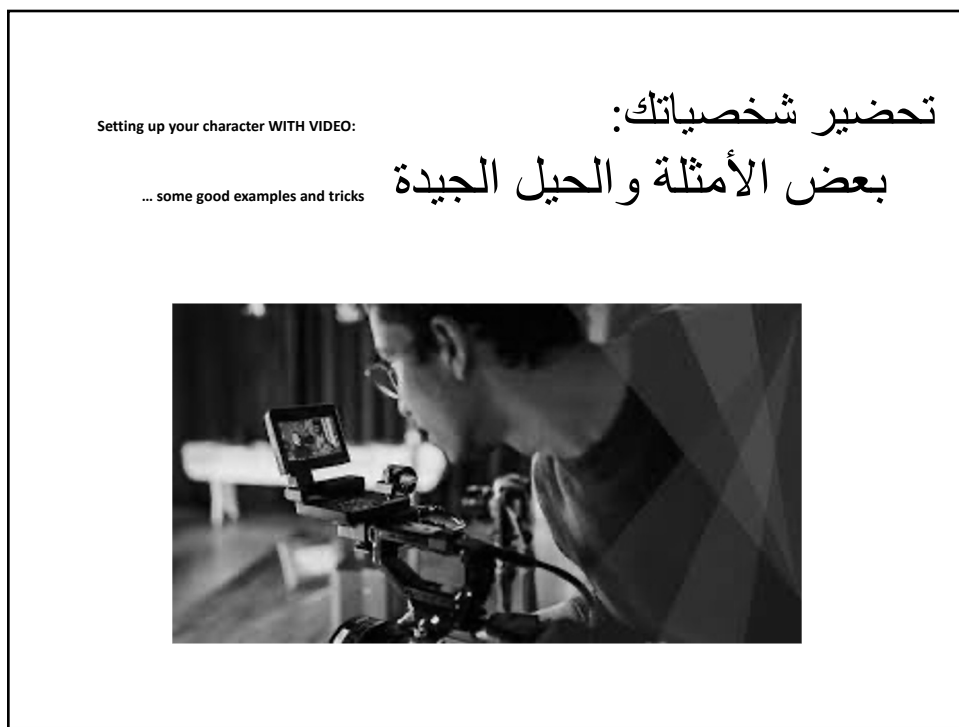 تحضير شخصياتك:
Setting up your character WITH VIDEO:
بعض الأمثلة والحيل الجيدة
... some good examples and tricks